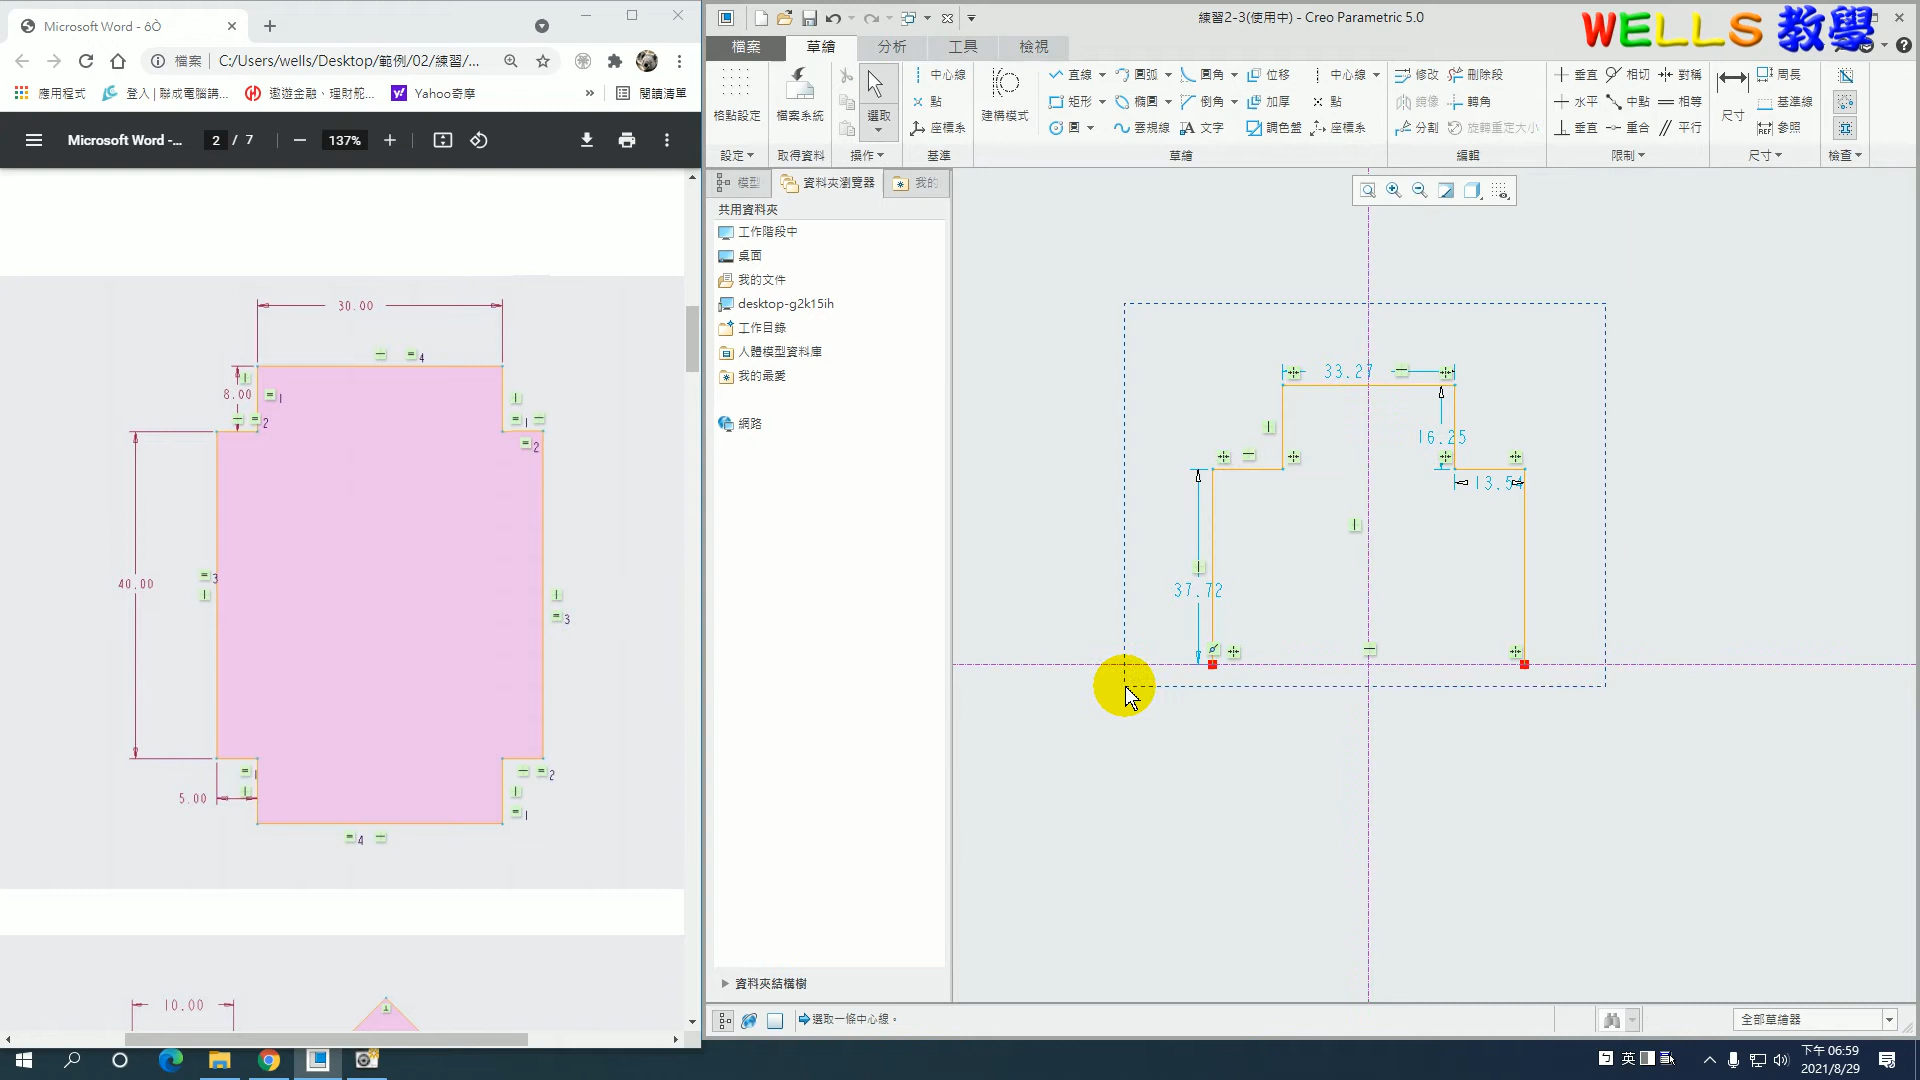 Microsoft Word - ôÒ
檔案 C:/Users/wells/Desktop/範例/02/練習/...
應用程式 登入 | 聯成電腦講... 遨遊金融、理財舵... Yahoo奇摩 » 閱讀清單
Microsoft Word -... 2 / 7 137%
30.00
4
8.00
1
2
1
2
40.00
3
3
1
2
5.00
1
4
10.00
練習2-3(使用中) - Creo Parametric 5.0
WELLS 教學
檔案 草繪 分析 工具 檢視
格點設定 檔案系統 選取 中心線 點 座標系 建構模式
直線 圓弧 圓角 位移 中心線
矩形 橢圓 倒角 加厚 點
圓 雲規線 文字 調色盤 座標系
修改 刪除段
鏡像 轉角
分割 旋轉重定大小
垂直 相切 對稱
水平 中點 相等
垂直 重合 平行
尺寸 周長
基準線
參照
設定 取得資料 操作 基準 草繪 編輯 限制 尺寸 檢查
模型 資料夾瀏覽器 我的
共用資料夾
工作階段中
桌面
我的文件
desktop-g2k15ih
工作目錄
人體模型資料庫
我的最愛
網路
資料夾結構樹
33.27
16.25
13.54
37.72
選取一條中心線。
全部草繪器
英
下午 06:59
2021/8/29